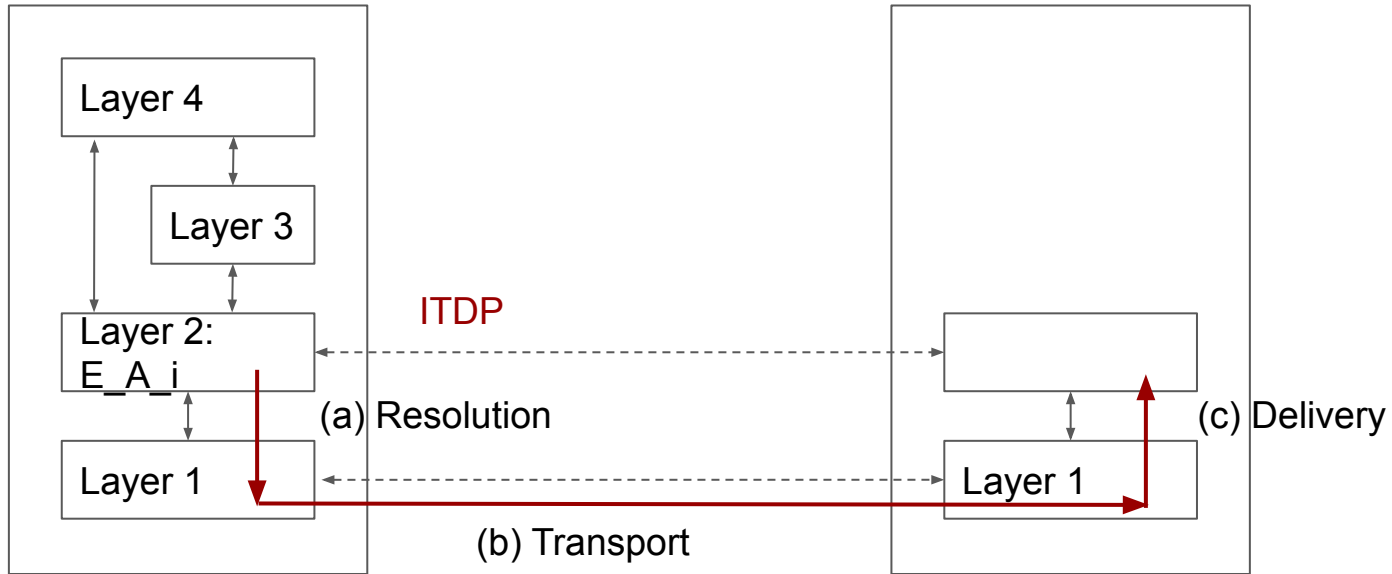 Layer 4
Layer 3
Layer 2:
E_A_i
ITDP
(a) Resolution
(c) Delivery
Layer 1
Layer 1
(b) Transport